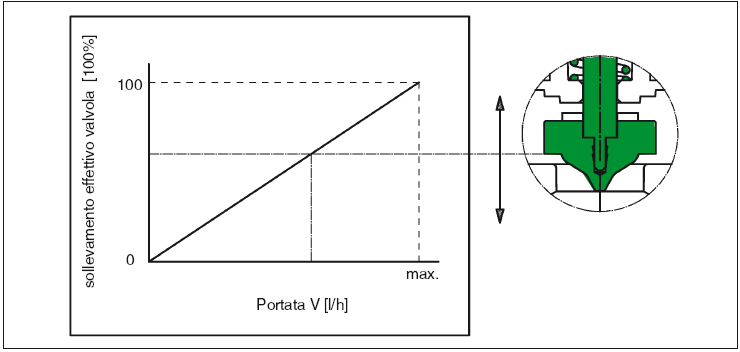 sollevamento effettivo valvola [100%]
100
0
max.
Portata V [l/h]